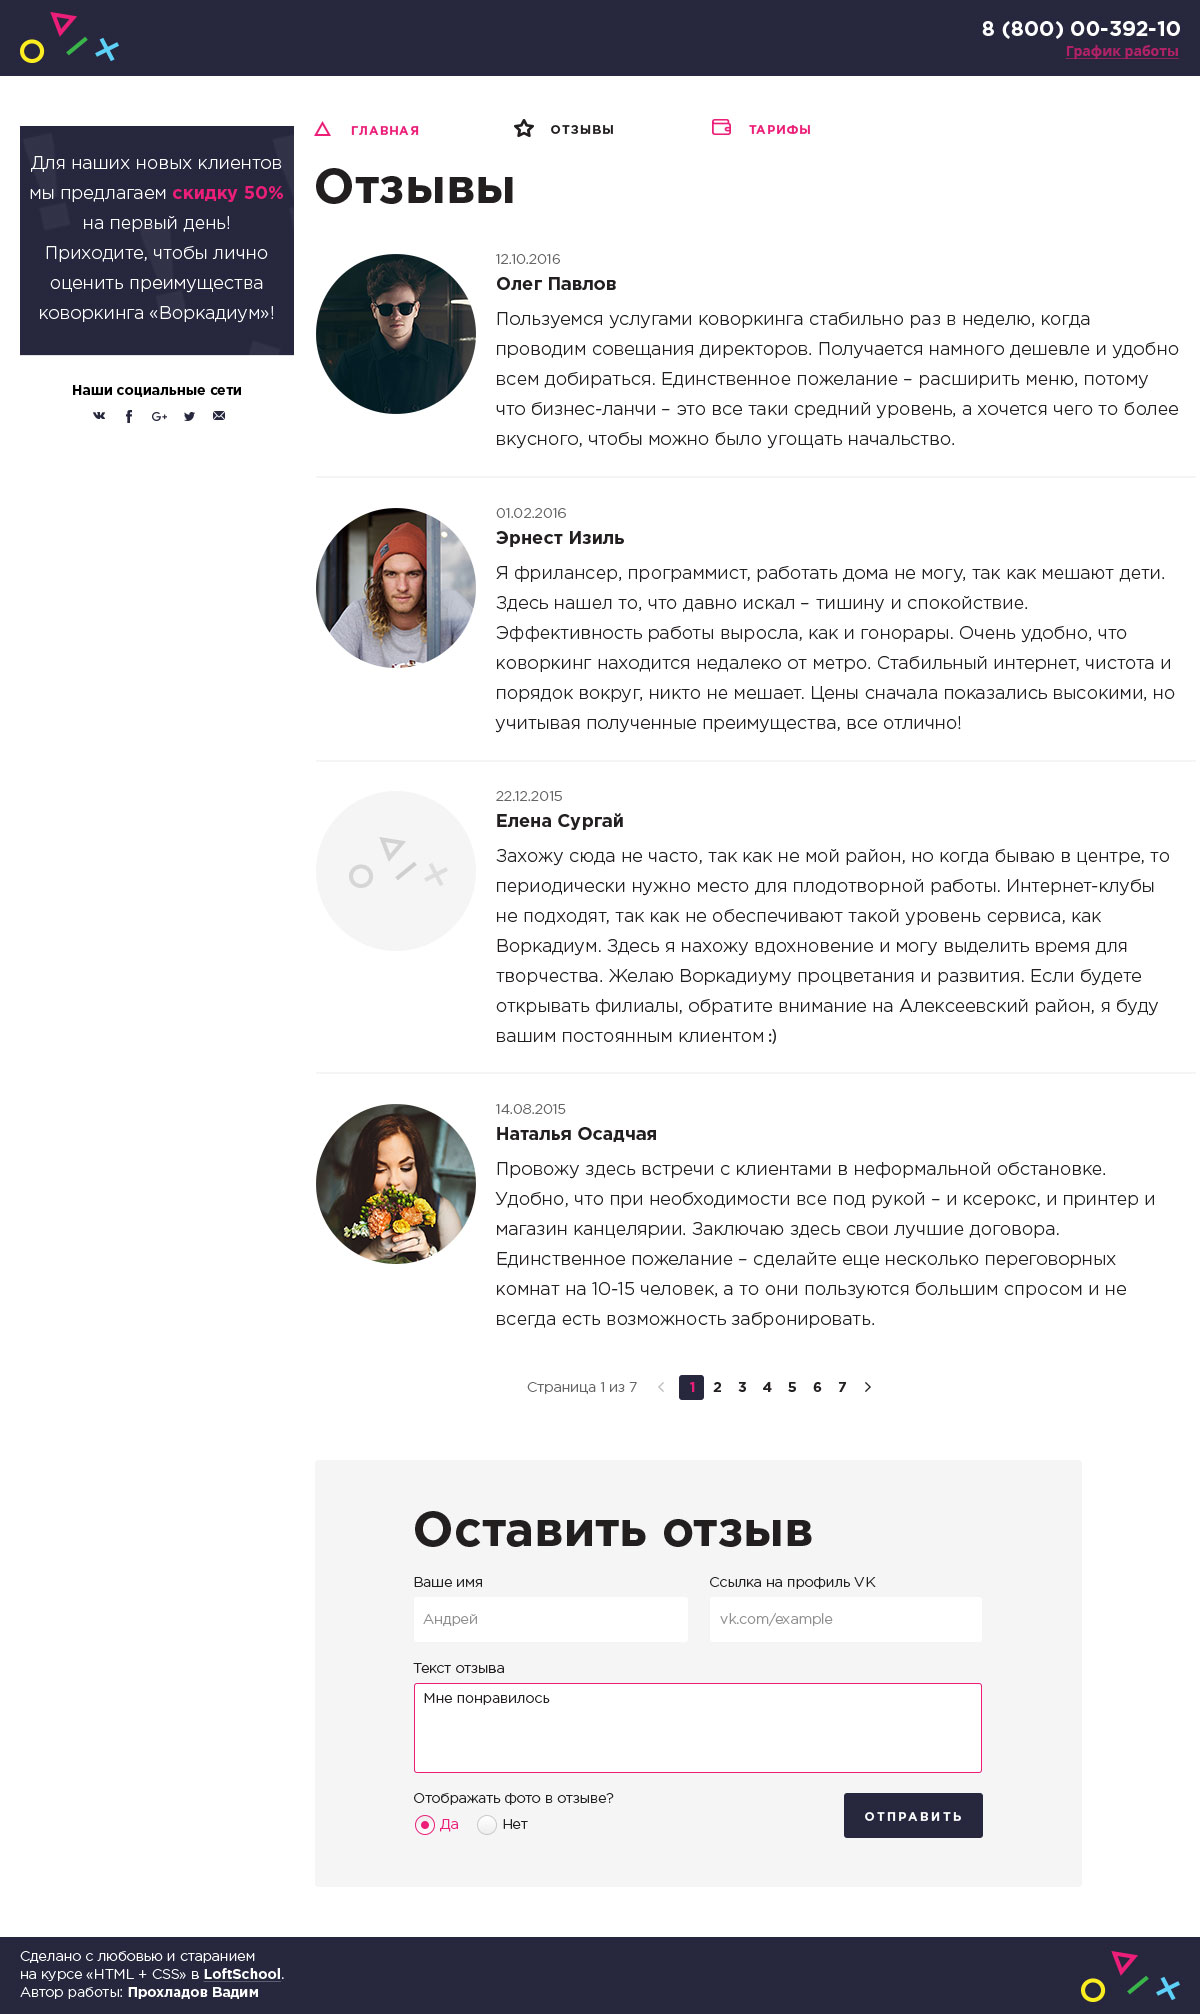 8 (800) 00-392-10
График работы
ГЛАВНАЯ
ОТЗЫВЫ
ТАРИФЫ
Для наших новых клиентов
мы предлагаем скидку 50%
на первый день!
Приходите, чтобы лично
оценить преимущества
коворкинга «Воркадиум»!
Наши социальные сети
G+
Отзывы
12.10.2016
Олег Павлов
Пользуемся услугами коворкинга стабильно раз в неделю, когда
проводим совещания директоров. Получается намного дешевле и удобно
всем добираться. Единственное пожелание – расширить меню, потому
что бизнес-ланчи – это все таки средний уровень, а хочется чего то более
вкусного, чтобы можно было угощать начальство.
01.02.2016
Эрнест Изиль
Я фрилансер, программист, работать дома не могу, так как мешают дети.
Здесь нашел то, что давно искал – тишину и спокойствие.
Эффективность работы выросла, как и гонорары. Очень удобно, что
коворкинг находится недалеко от метро. Стабильный интернет, чистота и
порядок вокруг, никто не мешает. Цены сначала показались высокими, но
учитывая полученные преимущества, все отлично!
22.12.2015
Елена Сургай
Захожу сюда не часто, так как не мой район, но когда бываю в центре, то
периодически нужно место для плодотворной работы. Интернет-клубы
не подходят, так как не обеспечивают такой уровень сервиса, как
Воркадиум. Здесь я нахожу вдохновение и могу выделить время для
творчества. Желаю Воркадиуму процветания и развития. Если будете
открывать филиалы, обратите внимание на Алексеевский район, я буду
вашим постоянным клиентом :)
14.08.2015
Наталья Осадчая
Провожу здесь встречи с клиентами в неформальной обстановке.
Удобно, что при необходимости все под рукой – и ксерокс, и принтер и
магазин канцелярии. Заключаю здесь свои лучшие договора.
Единственное пожелание – сделайте еще несколько переговорных
комнат на 10-15 человек, а то они пользуются большим спросом и не
всегда есть возможность забронировать.
Страница 1 из 7 1 2 3 4 5 6 7
Оставить отзыв
Ваше имя
Ссылка на профиль VK
Андрей
vk.com/example
Текст отзыва
Мне понравилось
Отображать фото в отзыве?
Да Нет
ОТПРАВИТЬ
Сделано с любовью и старанием
на курсе «HTML + CSS» в LoftSchool.
Автор работы: Прохладов Вадим